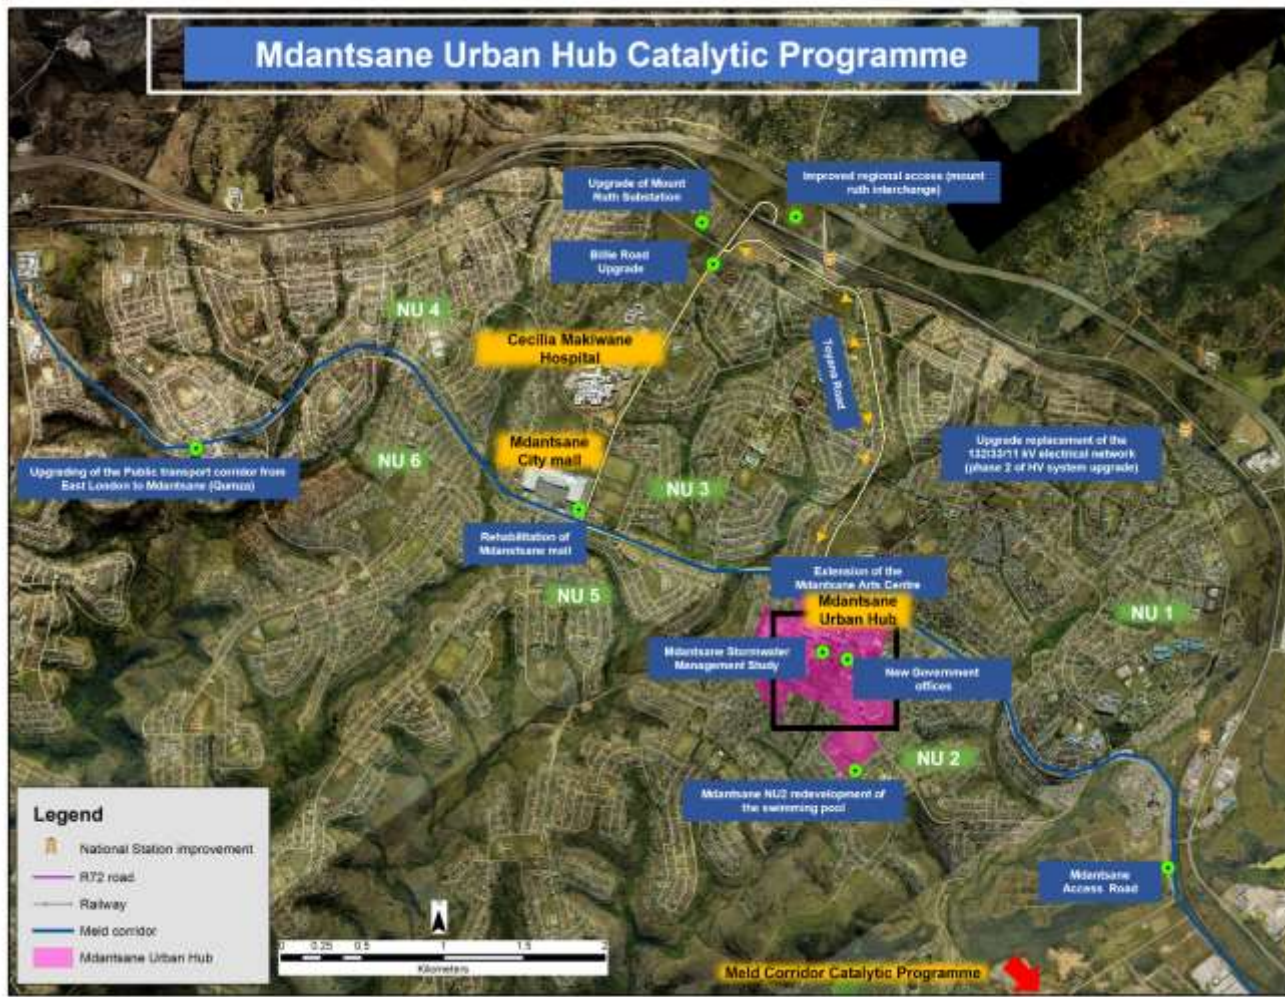 Mdantsane Urban Hub Catalytic Programme
Upgrade of Mount
Ruth Substation
Improved regional access (mount
ruth interchange)
Billie Road
Upgrade
NU 4
Cecilia Makiwane
Hospital
Toyana Road
Mdantsane
City mall
Upgrade replacement of the
132/33/11 kV electrical network
(phase 2 of HV system upgrade)
Upgrading of the Public transport corridor from
East London to Mdantsane (Qumza)
NU 6
NU 3
Rehabilitation of
Mdanstsane mall
Extension of the
Mdantsane Arts Centre
NU 5
Mdantsane
Urban Hub
NU 1
Mdantsane Stormwater
Management Study
New Government
offices
NU 2
Mdantsane NU2 redevelopment of
the swimming pool
Mdantsane
Access Road
Legend
National Station improvement
R72 road
Railway
Meld corridor
Mdantsane Urban Hub
0 0.25 0.5 1 1.5 2
Kilometers
Meld Corridor Catalytic Programme